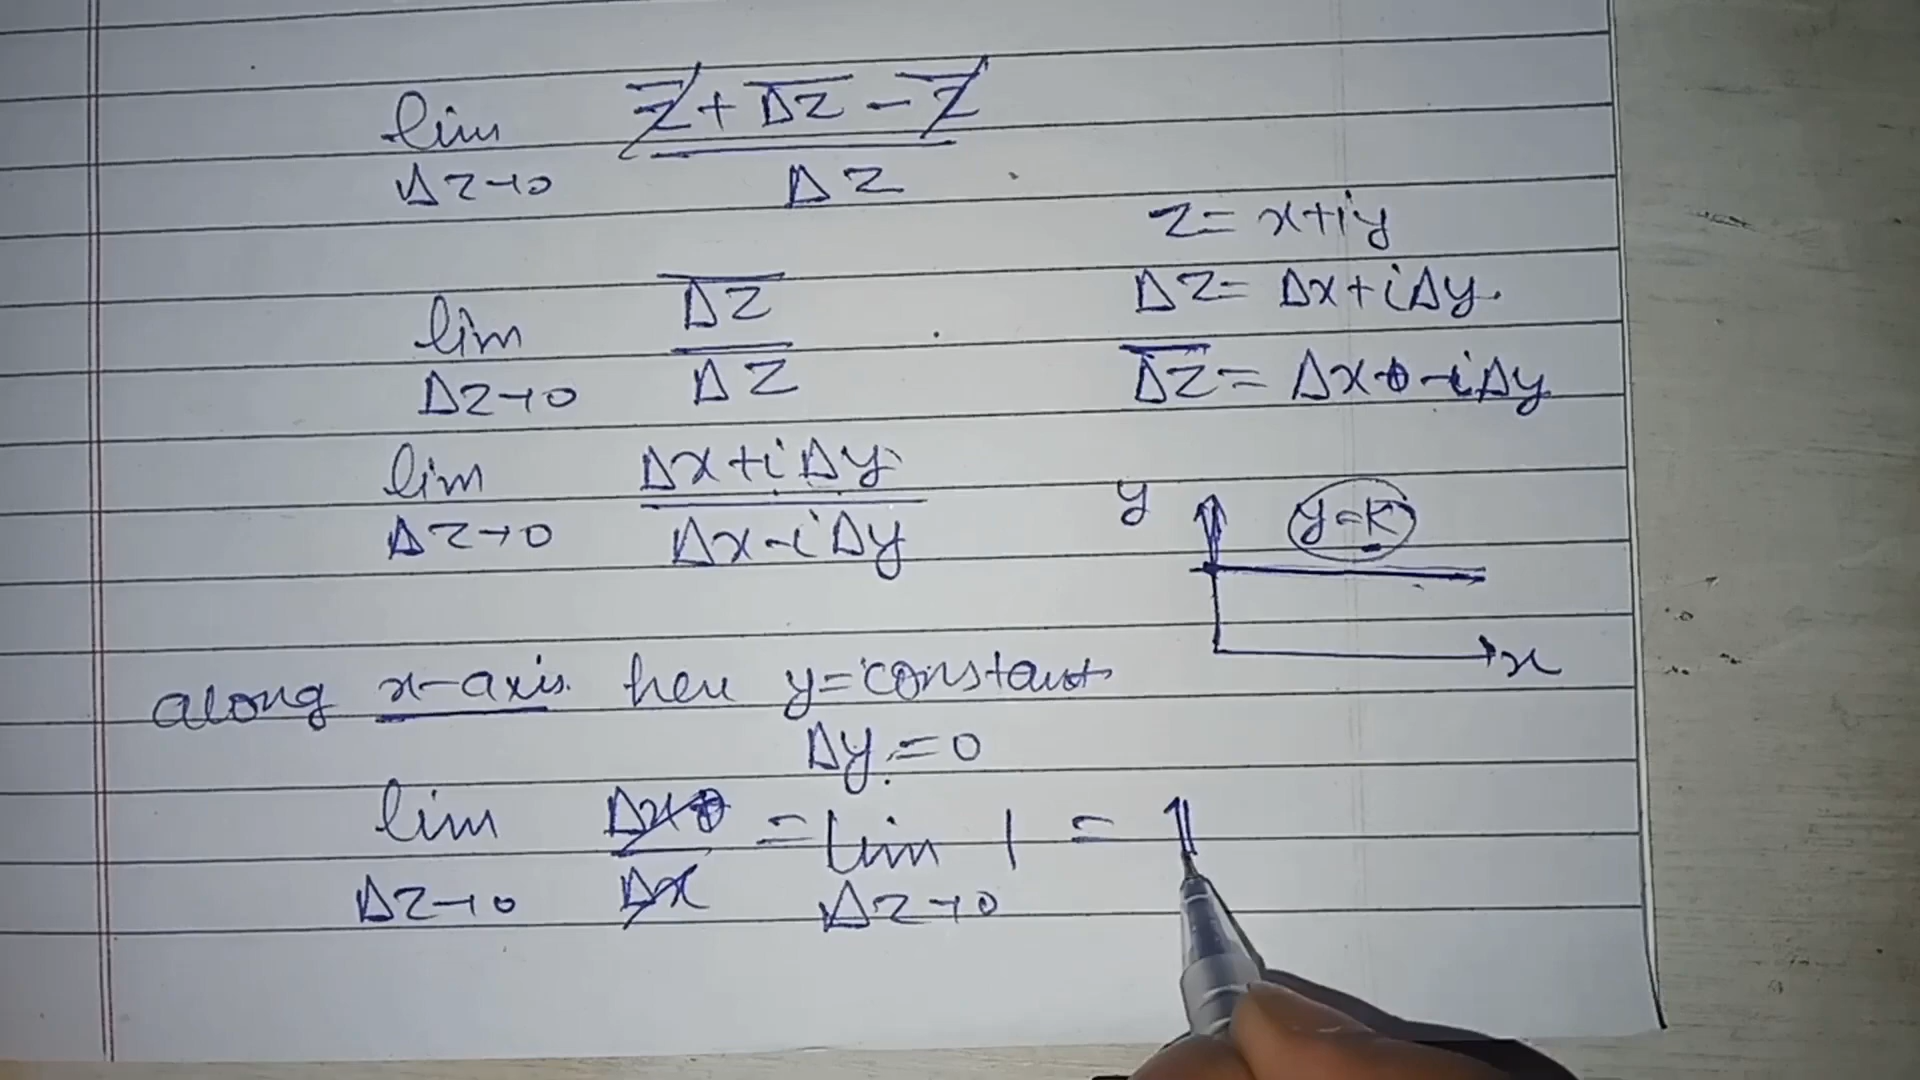 lim Δz→0 (z̅ + Δz̅ - z̅) / Δz
z = x+iy
Δz = Δx+iΔy.
lim Δz→0 Δz̅ / Δz
Δz̅ = Δx - iΔy
lim Δz→0 (Δx+iΔy) / (Δx-iΔy)
y
y=k
x
along x-axis. here y=constant
Δy=0
lim Δz→0 Δx / Δx = lim Δz→0 1 = 1